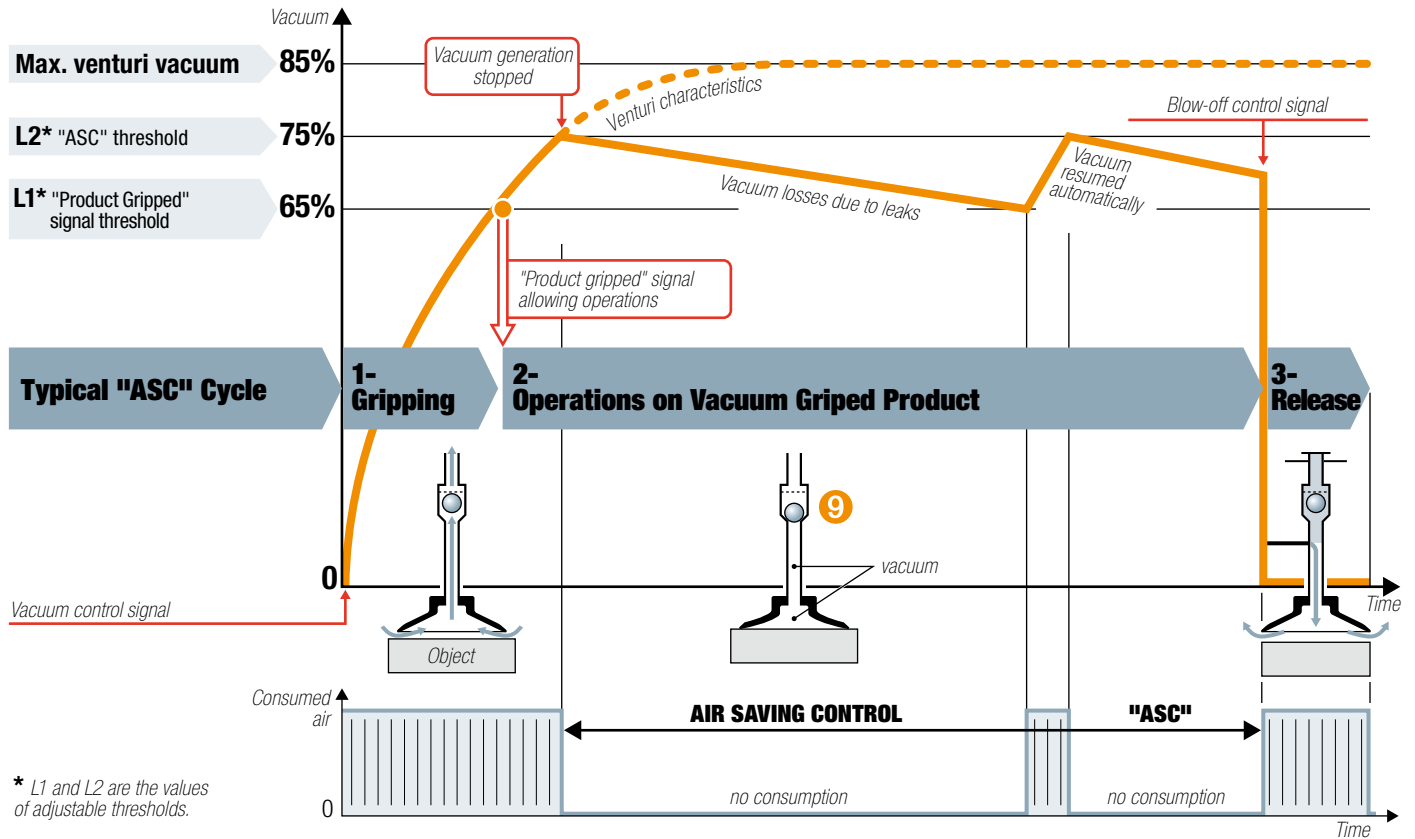 Vacuum
Max. venturi vacuum
85%
Vacuum generation
stopped
Venturi characteristics
Blow-off control signal
L2* "ASC" threshold
75%
L1* "Product Gripped"
signal threshold
65%
Vacuum losses due to leaks
Vacuum
resumed
automatically
"Product gripped" signal
allowing operations
Typical "ASC" Cycle
1-
Gripping
2-
Operations on Vacuum Griped Product
3-
Release
9
vacuum
0
Time
Vacuum control signal
Object
Consumed
air
AIR SAVING CONTROL
"ASC"
no consumption
no consumption
0
Time
* L1 and L2 are the values
of adjustable thresholds.